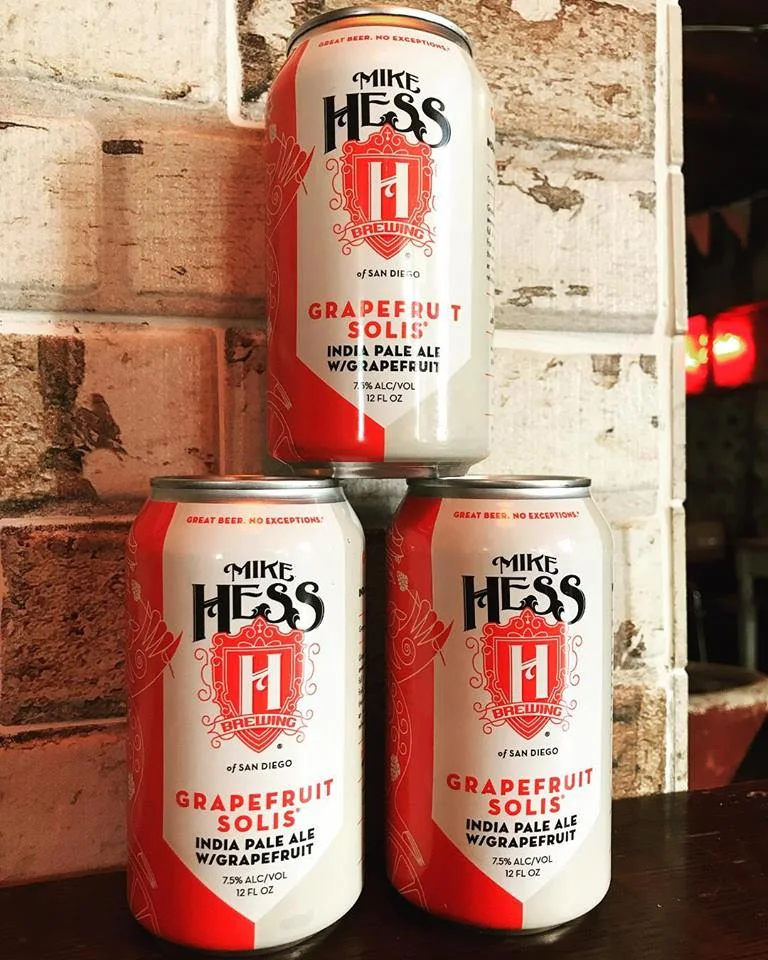 GREAT BEER. NO EXCEPTIONS.
MIKE
HESS
H
BREWING
®
of SAN DIEGO
GRAPEFRUIT
SOLIS®
INDIA PALE ALE
W/GRAPEFRUIT
7.5% ALC/VOL
12 FL OZ
GREAT BEER. NO EXCEPTIONS.
MIKE
HESS
H
BREWING
®
of SAN DIEGO
GRAPEFRUIT
SOLIS®
INDIA PALE ALE
W/GRAPEFRUIT
7.5% ALC/VOL
12 FL OZ
GREAT BEER. NO EXCEPTIONS.
MIKE
HESS
H
BREWING
®
of SAN DIEGO
GRAPEFRUIT
SOLIS®
INDIA PALE ALE
W/GRAPEFRUIT
7.5% ALC/VOL
12 FL OZ